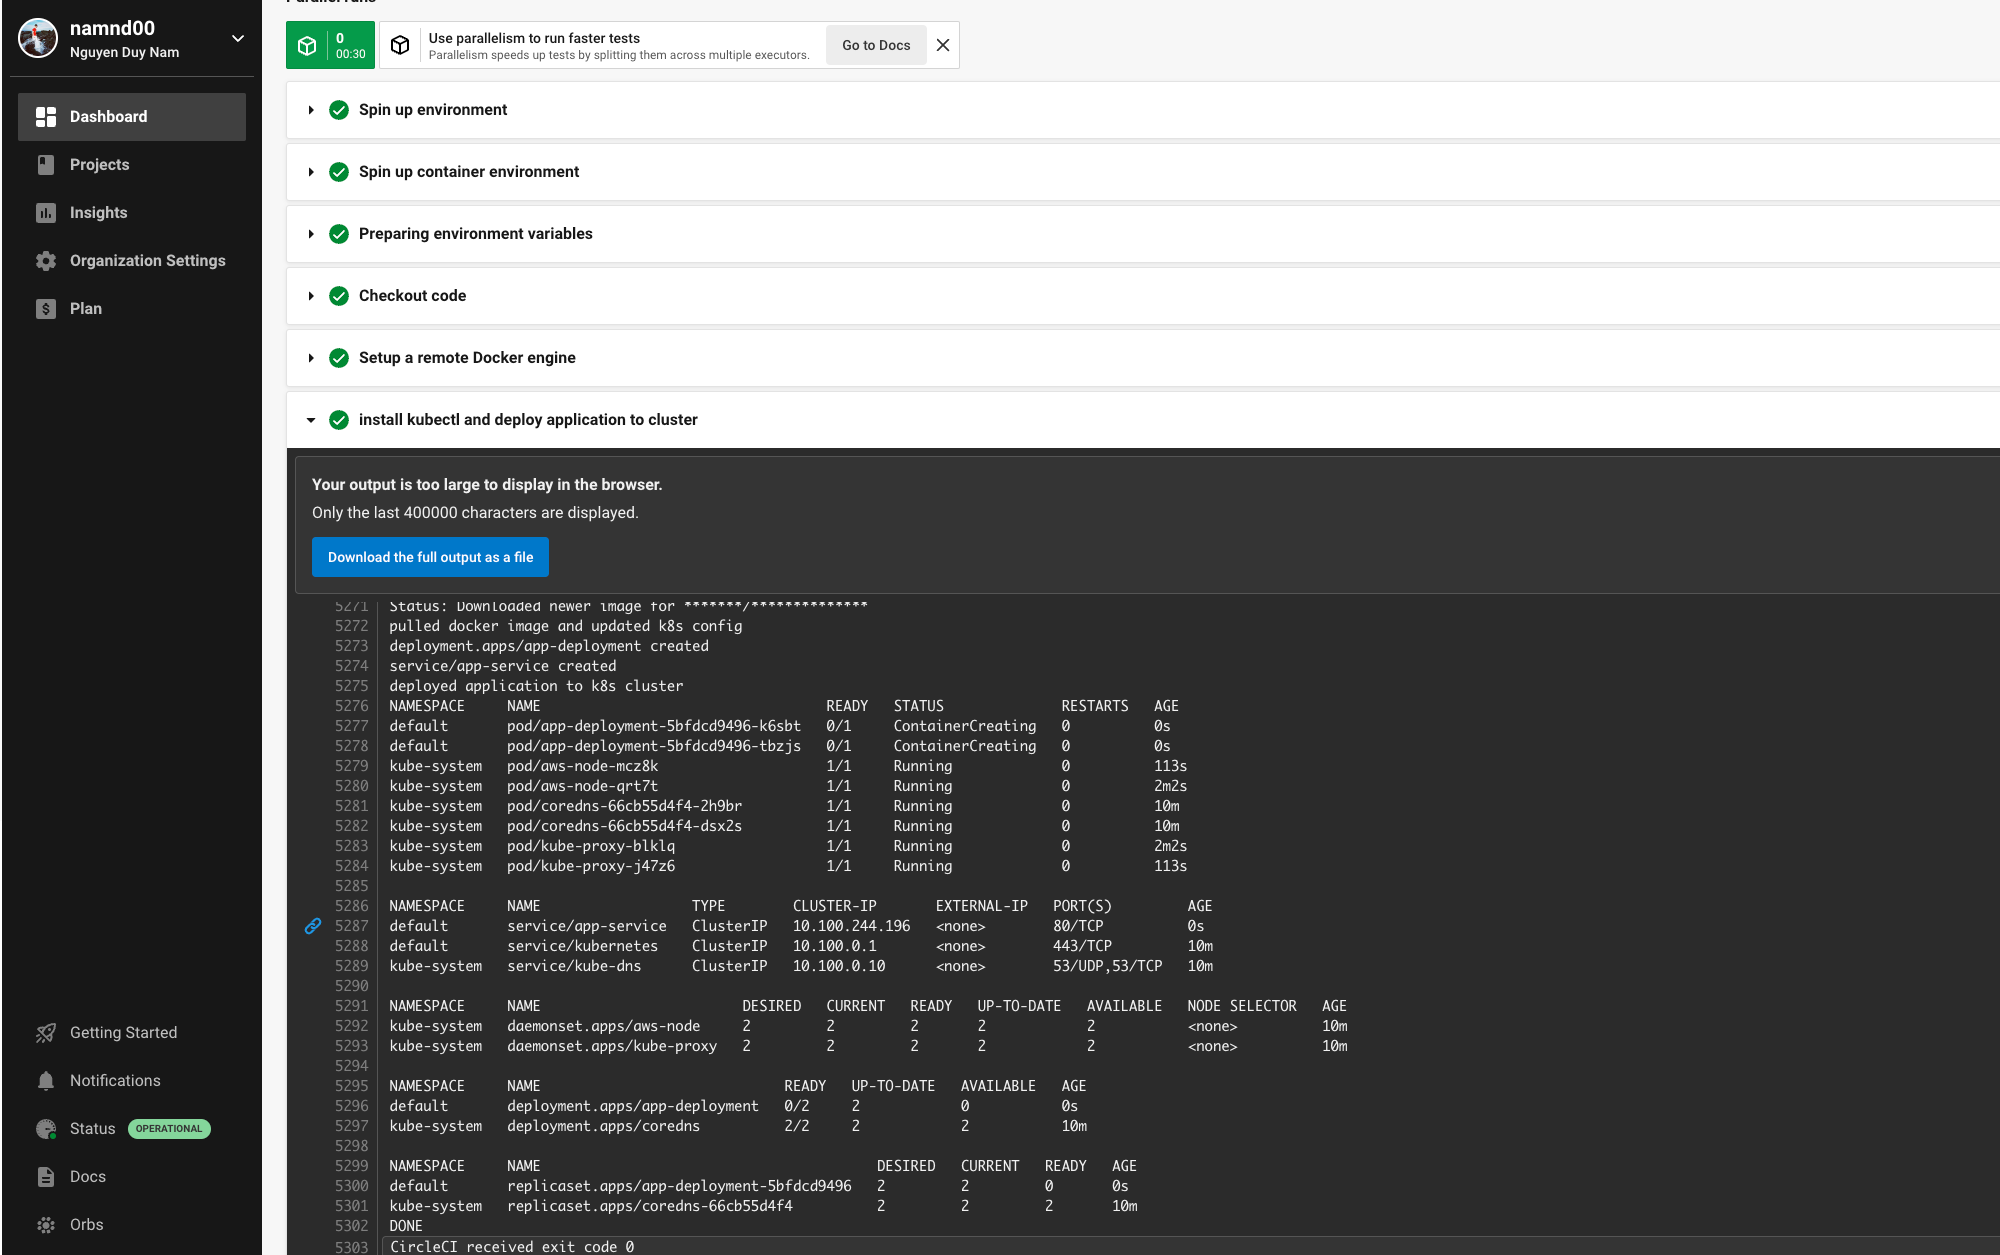 namnd00
Nguyen Duy Nam
Dashboard
Projects
Insights
Organization Settings
Plan
Getting Started
Notifications
Status OPERATIONAL
Docs
Orbs
Parallel runs
0
00:30
Use parallelism to run faster tests
Parallelism speeds up tests by splitting them across multiple executors.
Go to Docs
Spin up environment
Spin up container environment
Preparing environment variables
Checkout code
Setup a remote Docker engine
install kubectl and deploy application to cluster
Your output is too large to display in the browser.
Only the last 400000 characters are displayed.
Download the full output as a file
5271 Status: Downloaded newer image for *******/**************
5272 pulled docker image and updated k8s config
5273 deployment.apps/app-deployment created
5274 service/app-service created
5275 deployed application to k8s cluster
5276 NAMESPACE NAME READY STATUS RESTARTS AGE
5277 default pod/app-deployment-5bfdcd9496-k6sbt 0/1 ContainerCreating 0 0s
5278 default pod/app-deployment-5bfdcd9496-tbzjs 0/1 ContainerCreating 0 0s
5279 kube-system pod/aws-node-mcz8k 1/1 Running 0 113s
5280 kube-system pod/aws-node-qrt7t 1/1 Running 0 2m2s
5281 kube-system pod/coredns-66cb55d4f4-2h9br 1/1 Running 0 10m
5282 kube-system pod/coredns-66cb55d4f4-dsx2s 1/1 Running 0 10m
5283 kube-system pod/kube-proxy-blklq 1/1 Running 0 2m2s
5284 kube-system pod/kube-proxy-j47z6 1/1 Running 0 113s
5285
5286 NAMESPACE NAME TYPE CLUSTER-IP EXTERNAL-IP PORT(S) AGE
5287 default service/app-service ClusterIP 10.100.244.196 <none> 80/TCP 0s
5288 default service/kubernetes ClusterIP 10.100.0.1 <none> 443/TCP 10m
5289 kube-system service/kube-dns ClusterIP 10.100.0.10 <none> 53/UDP,53/TCP 10m
5290
5291 NAMESPACE NAME DESIRED CURRENT READY UP-TO-DATE AVAILABLE NODE SELECTOR AGE
5292 kube-system daemonset.apps/aws-node 2 2 2 2 2 <none> 10m
5293 kube-system daemonset.apps/kube-proxy 2 2 2 2 2 <none> 10m
5294
5295 NAMESPACE NAME READY UP-TO-DATE AVAILABLE AGE
5296 default deployment.apps/app-deployment 0/2 2 0 0s
5297 kube-system deployment.apps/coredns 2/2 2 2 10m
5298
5299 NAMESPACE NAME DESIRED CURRENT READY AGE
5300 default replicaset.apps/app-deployment-5bfdcd9496 2 2 0 0s
5301 kube-system replicaset.apps/coredns-66cb55d4f4 2 2 2 10m
5302 DONE
5303 CircleCI received exit code 0